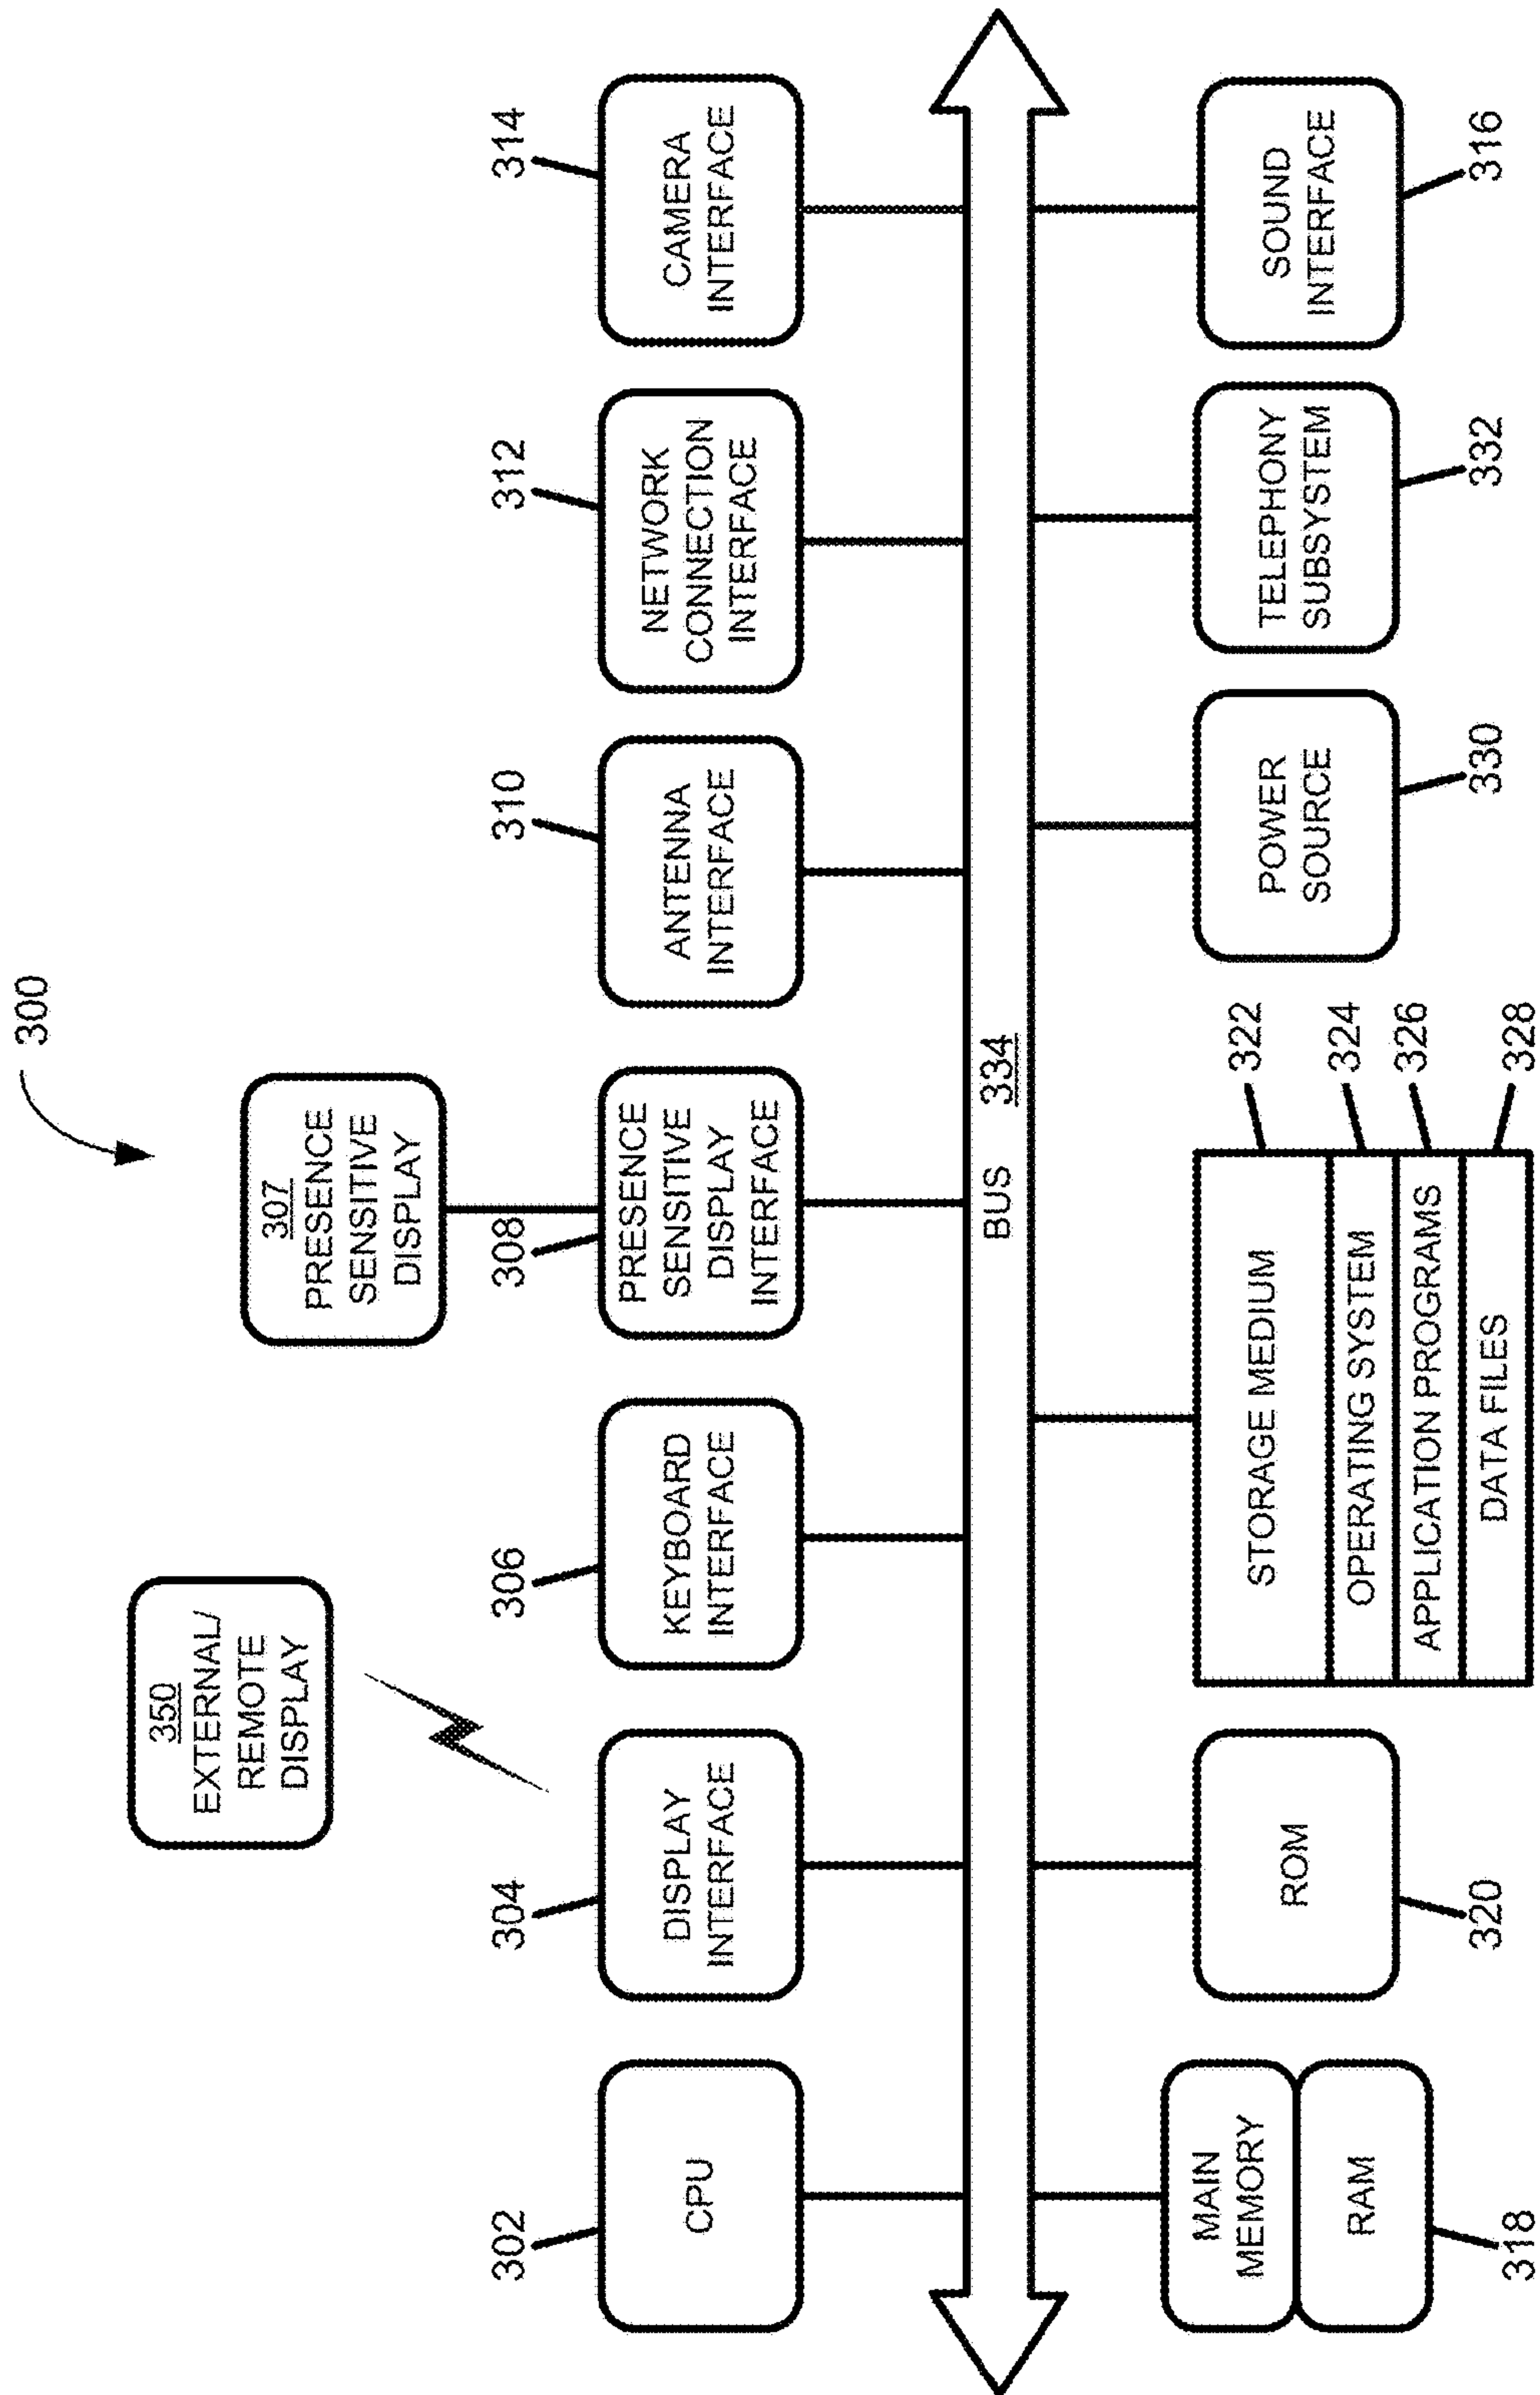 300
350
EXTERNAL/
REMOTE
DISPLAY
307
PRESENCE
SENSITIVE
DISPLAY
302
CPU
304
DISPLAY
INTERFACE
306
KEYBOARD
INTERFACE
308
PRESENCE
SENSITIVE
DISPLAY
INTERFACE
310
ANTENNA
INTERFACE
312
NETWORK
CONNECTION
INTERFACE
314
CAMERA
INTERFACE
BUS 334
MAIN
MEMORY
RAM
318
ROM
320
STORAGE MEDIUM
322
OPERATING SYSTEM
324
APPLICATION PROGRAMS
326
DATA FILES
328
POWER
SOURCE
330
TELEPHONY
SUBSYSTEM
332
SOUND
INTERFACE
316